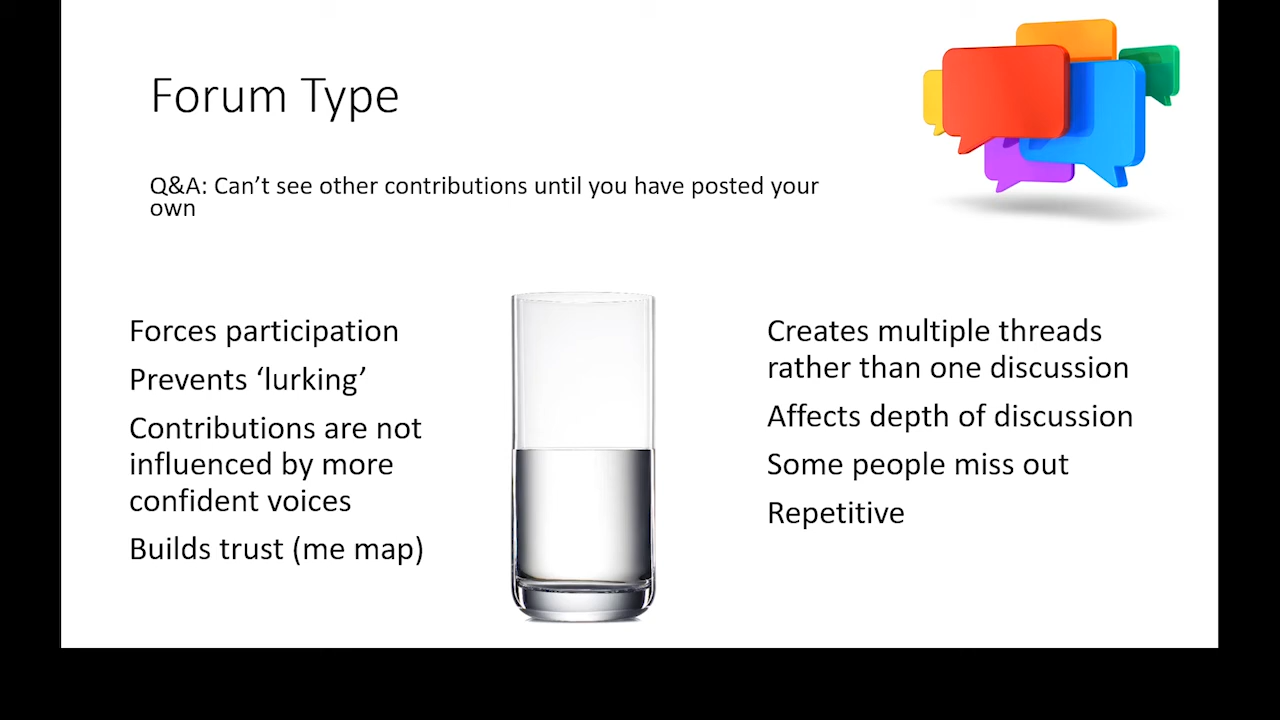 Forum Type
Q&A: Can’t see other contributions until you have posted your
own
Forces participation
Prevents ‘lurking’
Contributions are not
influenced by more
confident voices
Builds trust (me map)
Creates multiple threads
rather than one discussion
Affects depth of discussion
Some people miss out
Repetitive